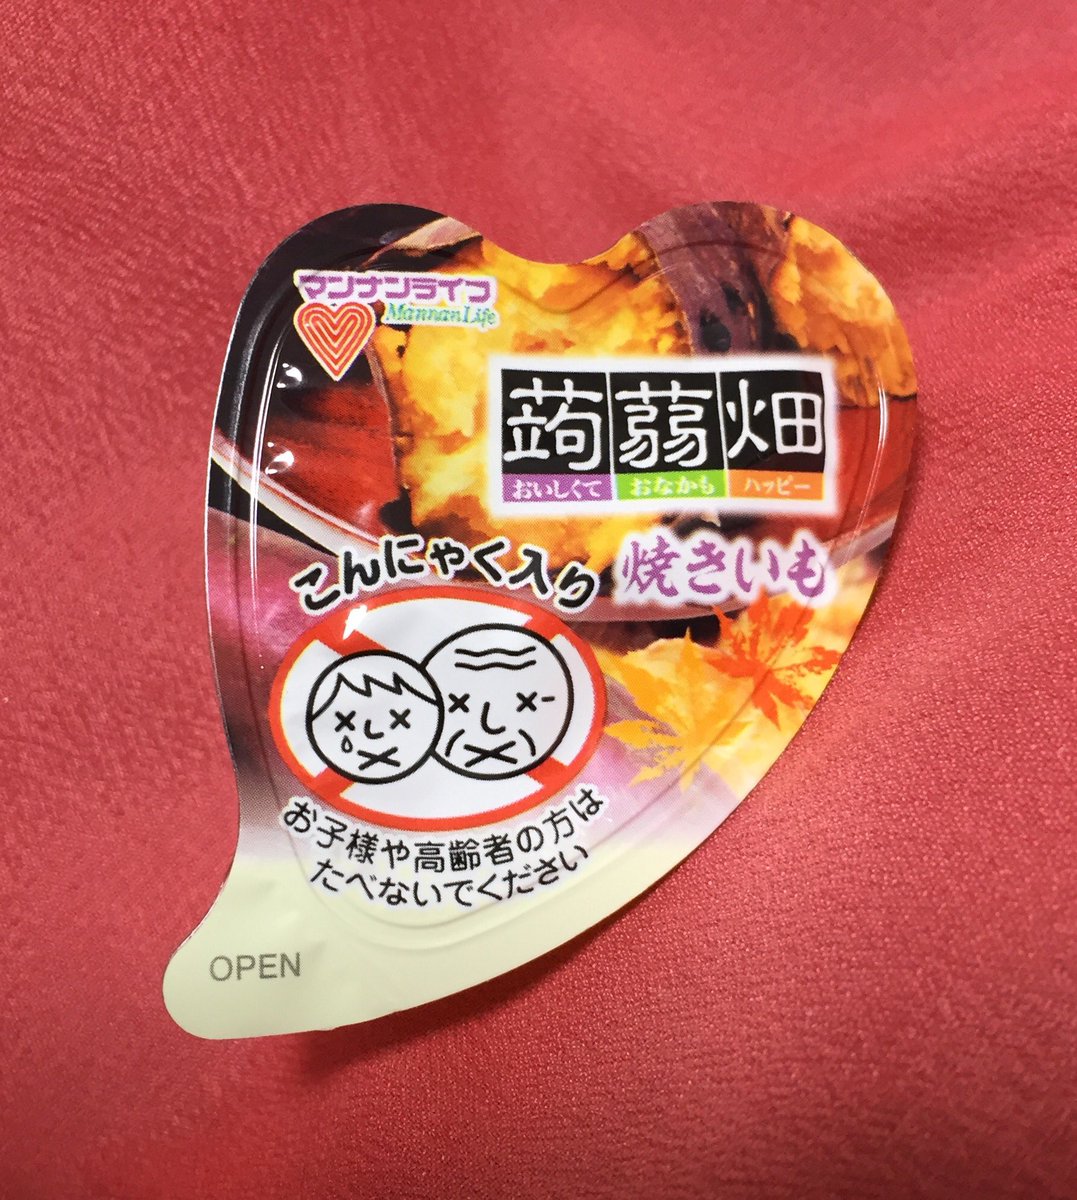 マンナンライフ
MannanLife
蒟蒻畑
おいしくて おなかも ハッピー
焼きいも
こんにゃく入り
お子様や高齢者の方は
たべないでください
OPEN